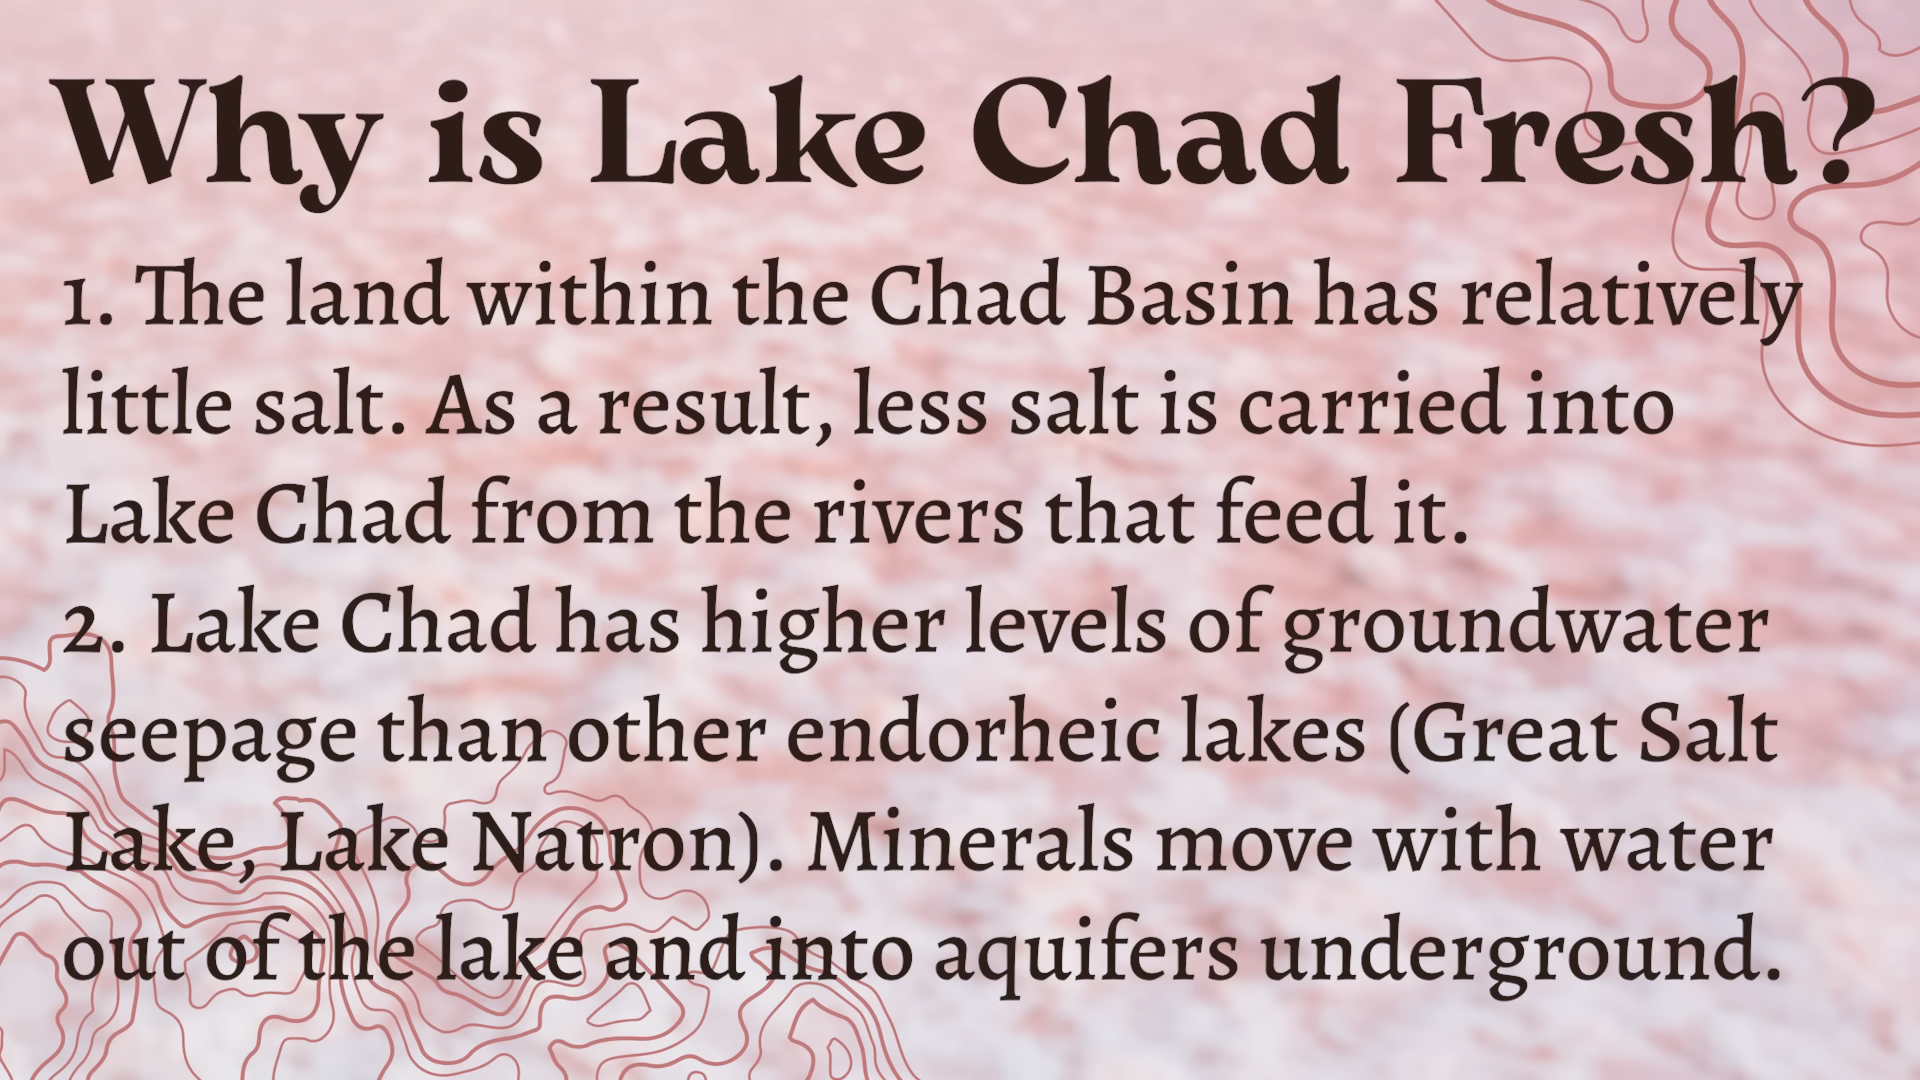 Why is Lake Chad Fresh?
1. The land within the Chad Basin has relatively
little salt. As a result, less salt is carried into
Lake Chad from the rivers that feed it.
2. Lake Chad has higher levels of groundwater
seepage than other endorheic lakes (Great Salt
Lake, Lake Natron). Minerals move with water
out of the lake and into aquifers underground.